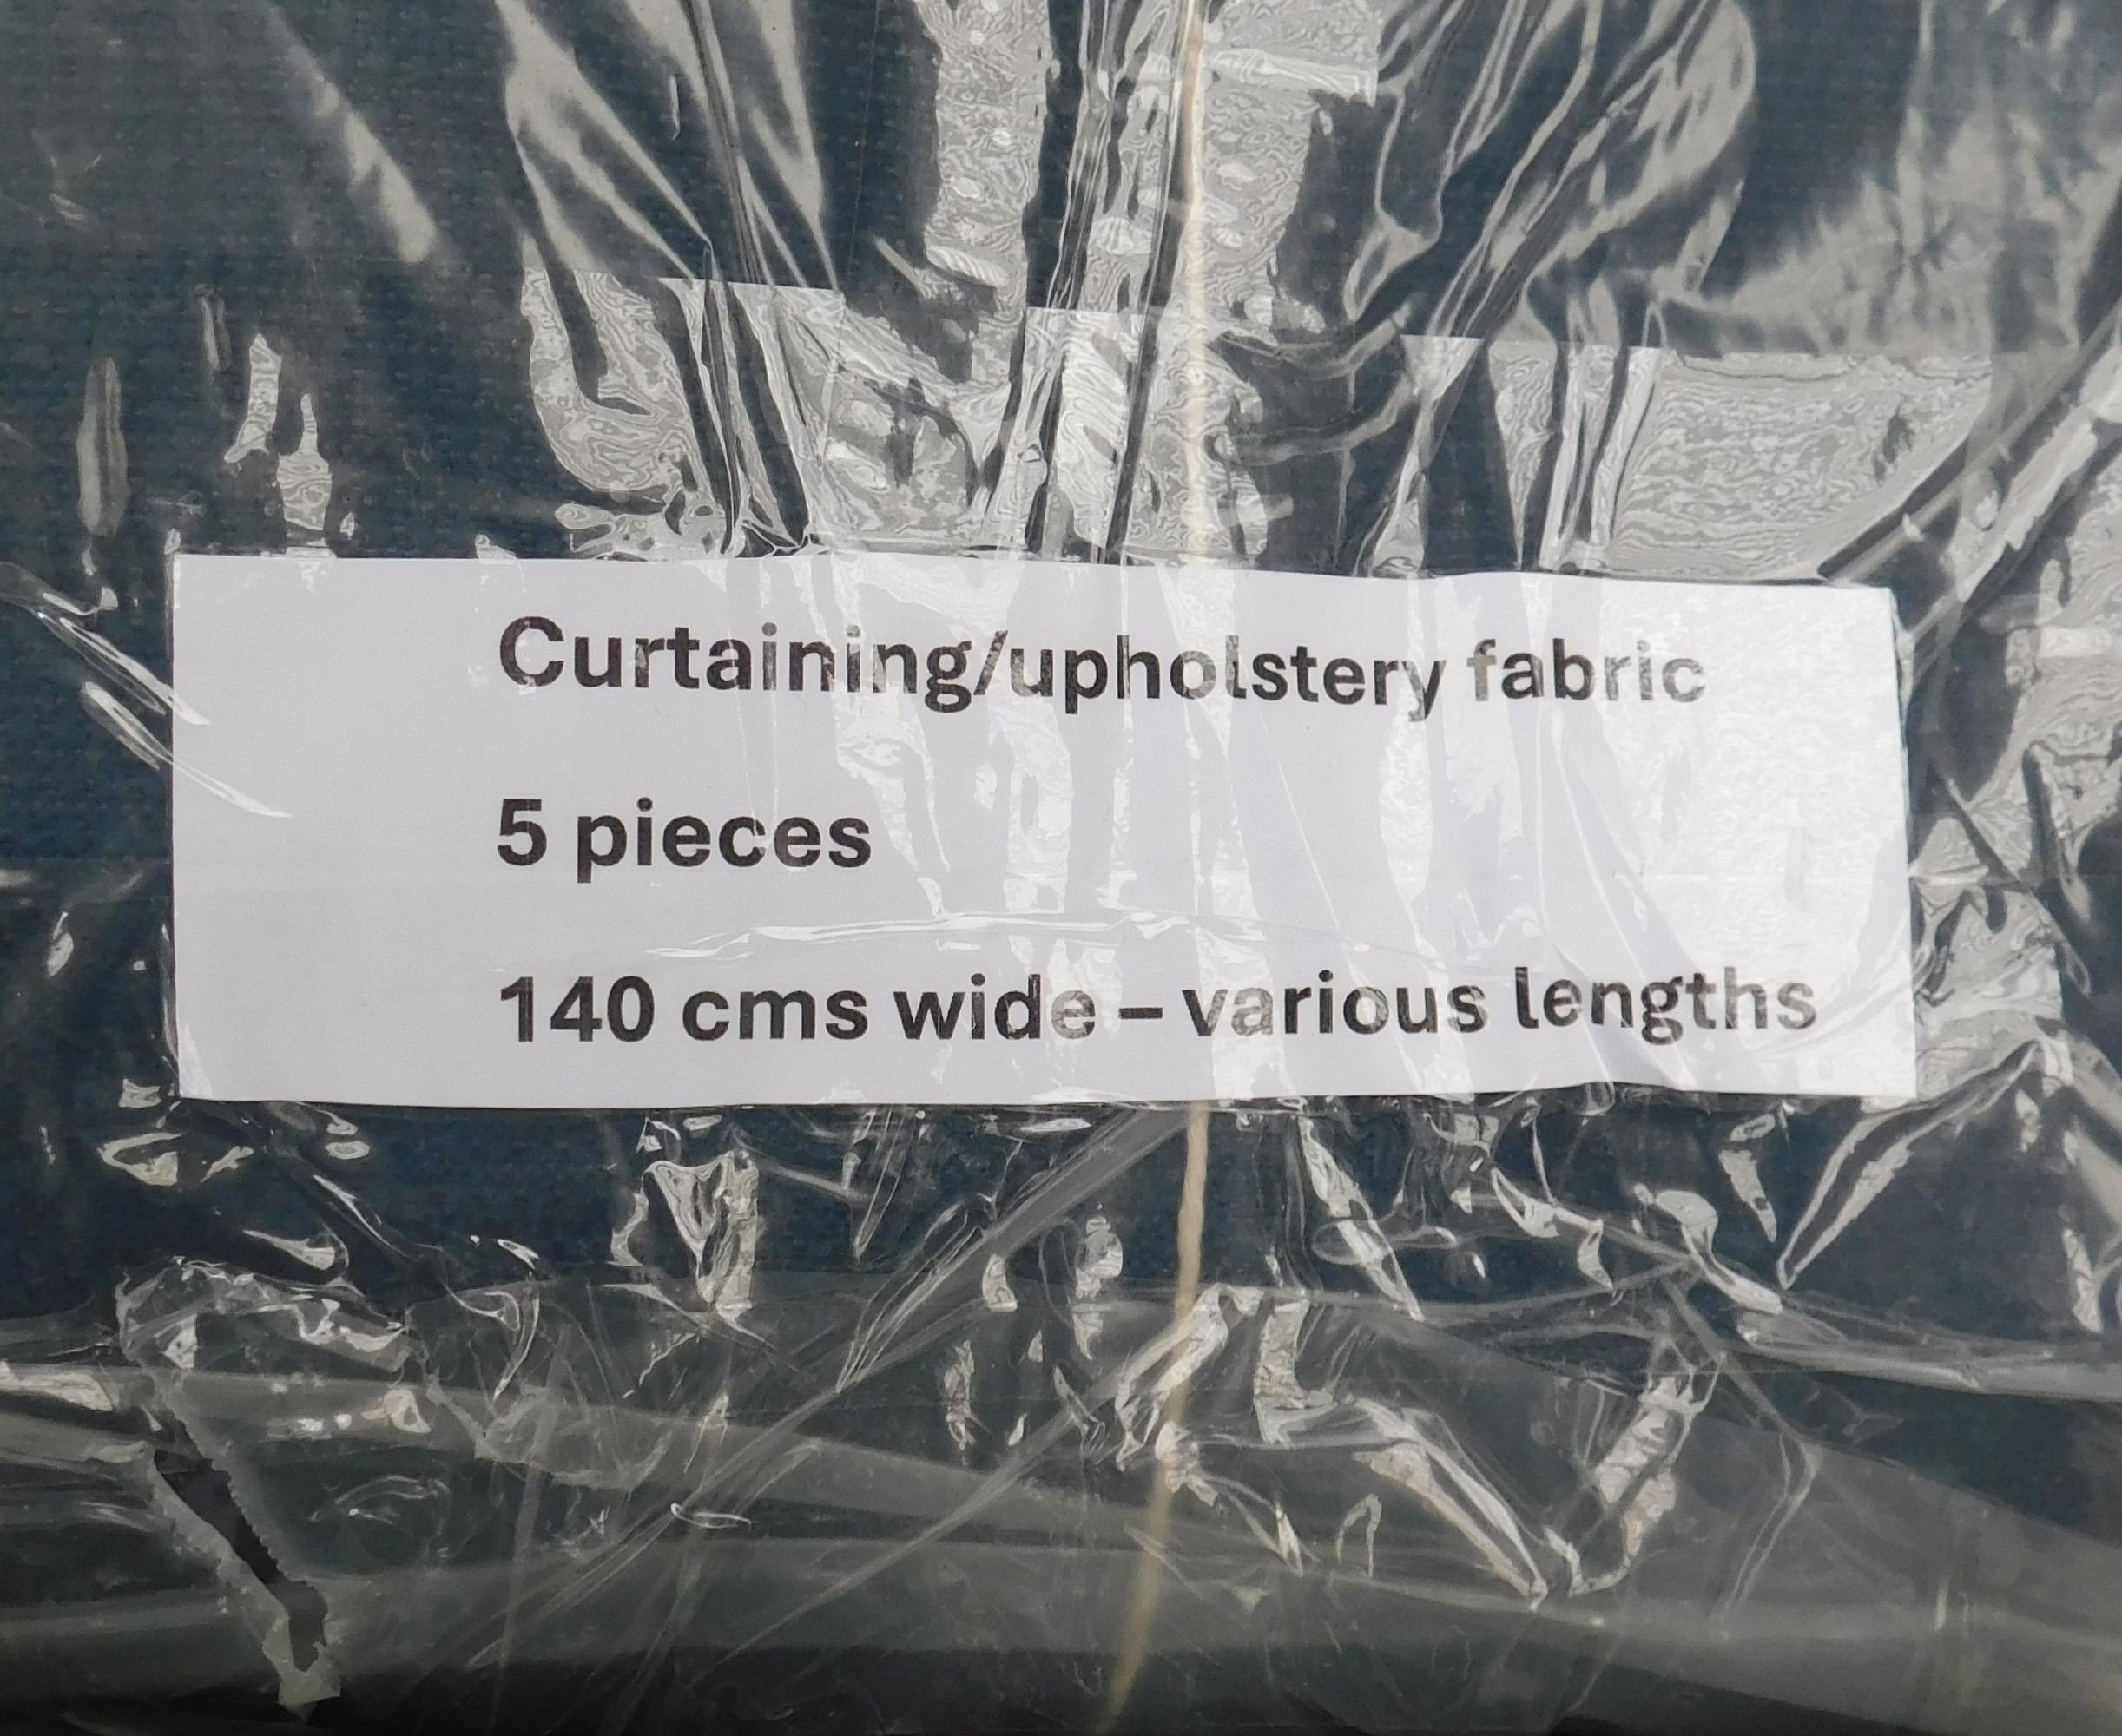 Curtaining/upholstery fabric
5 pieces
140 cms wide – various lengths